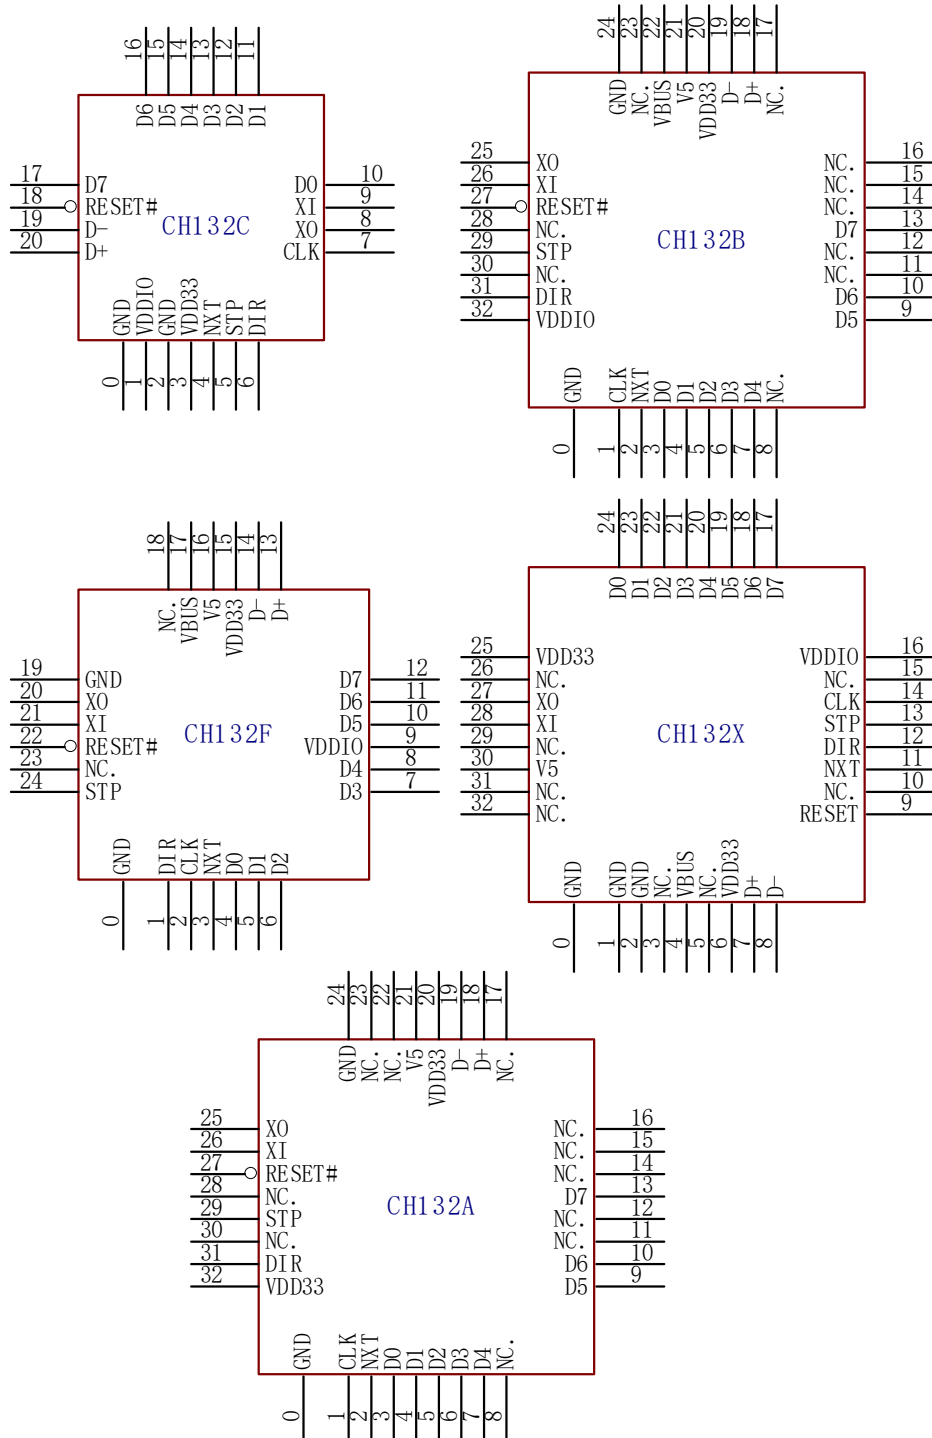 16 15 14 13 12 11
D6 D5 D4 D3 D2 D1
17 D7
18 RESET#
19 D-
20 D+
CH132C
D0 10
XI 9
XO 8
CLK 7
GND VDDIO GND VDD33 NXT STP DIR
0 1 2 3 4 5 6
24 23 22 21 20 19 18 17
GND NC. VBUS V5 VDD33 D- D+ NC.
25 XO
26 XI
27 RESET#
28 NC.
29 STP
30 NC.
31 DIR
32 VDDIO
CH132B
NC. 16
NC. 15
NC. 14
D7 13
NC. 12
NC. 11
D6 10
D5 9
GND CLK NXT D0 D1 D2 D3 D4 NC.
0 1 2 3 4 5 6 7 8
18 17 16 15 14 13
NC. VBUS V5 VDD33 D- D+
19 GND
20 XO
21 XI
22 RESET#
23 NC.
24 STP
CH132F
D7 12
D6 11
D5 10
VDDIO 9
D4 8
D3 7
GND DIR CLK NXT D0 D1 D2
0 1 2 3 4 5 6
24 23 22 21 20 19 18 17
D0 D1 D2 D3 D4 D5 D6 D7
25 VDD33
26 NC.
27 XO
28 XI
29 NC.
30 V5
31 NC.
32 NC.
CH132X
VDDIO 16
NC. 15
CLK 14
STP 13
DIR 12
NXT 11
NC. 10
RESET 9
GND GND GND NC. VBUS NC. VDD33 D+ D-
0 1 2 3 4 5 6 7 8
24 23 22 21 20 19 18 17
GND NC. NC. V5 VDD33 D- D+ NC.
25 XO
26 XI
27 RESET#
28 NC.
29 STP
30 NC.
31 DIR
32 VDD33
CH132A
NC. 16
NC. 15
NC. 14
D7 13
NC. 12
NC. 11
D6 10
D5 9
GND CLK NXT D0 D1 D2 D3 D4 NC.
0 1 2 3 4 5 6 7 8